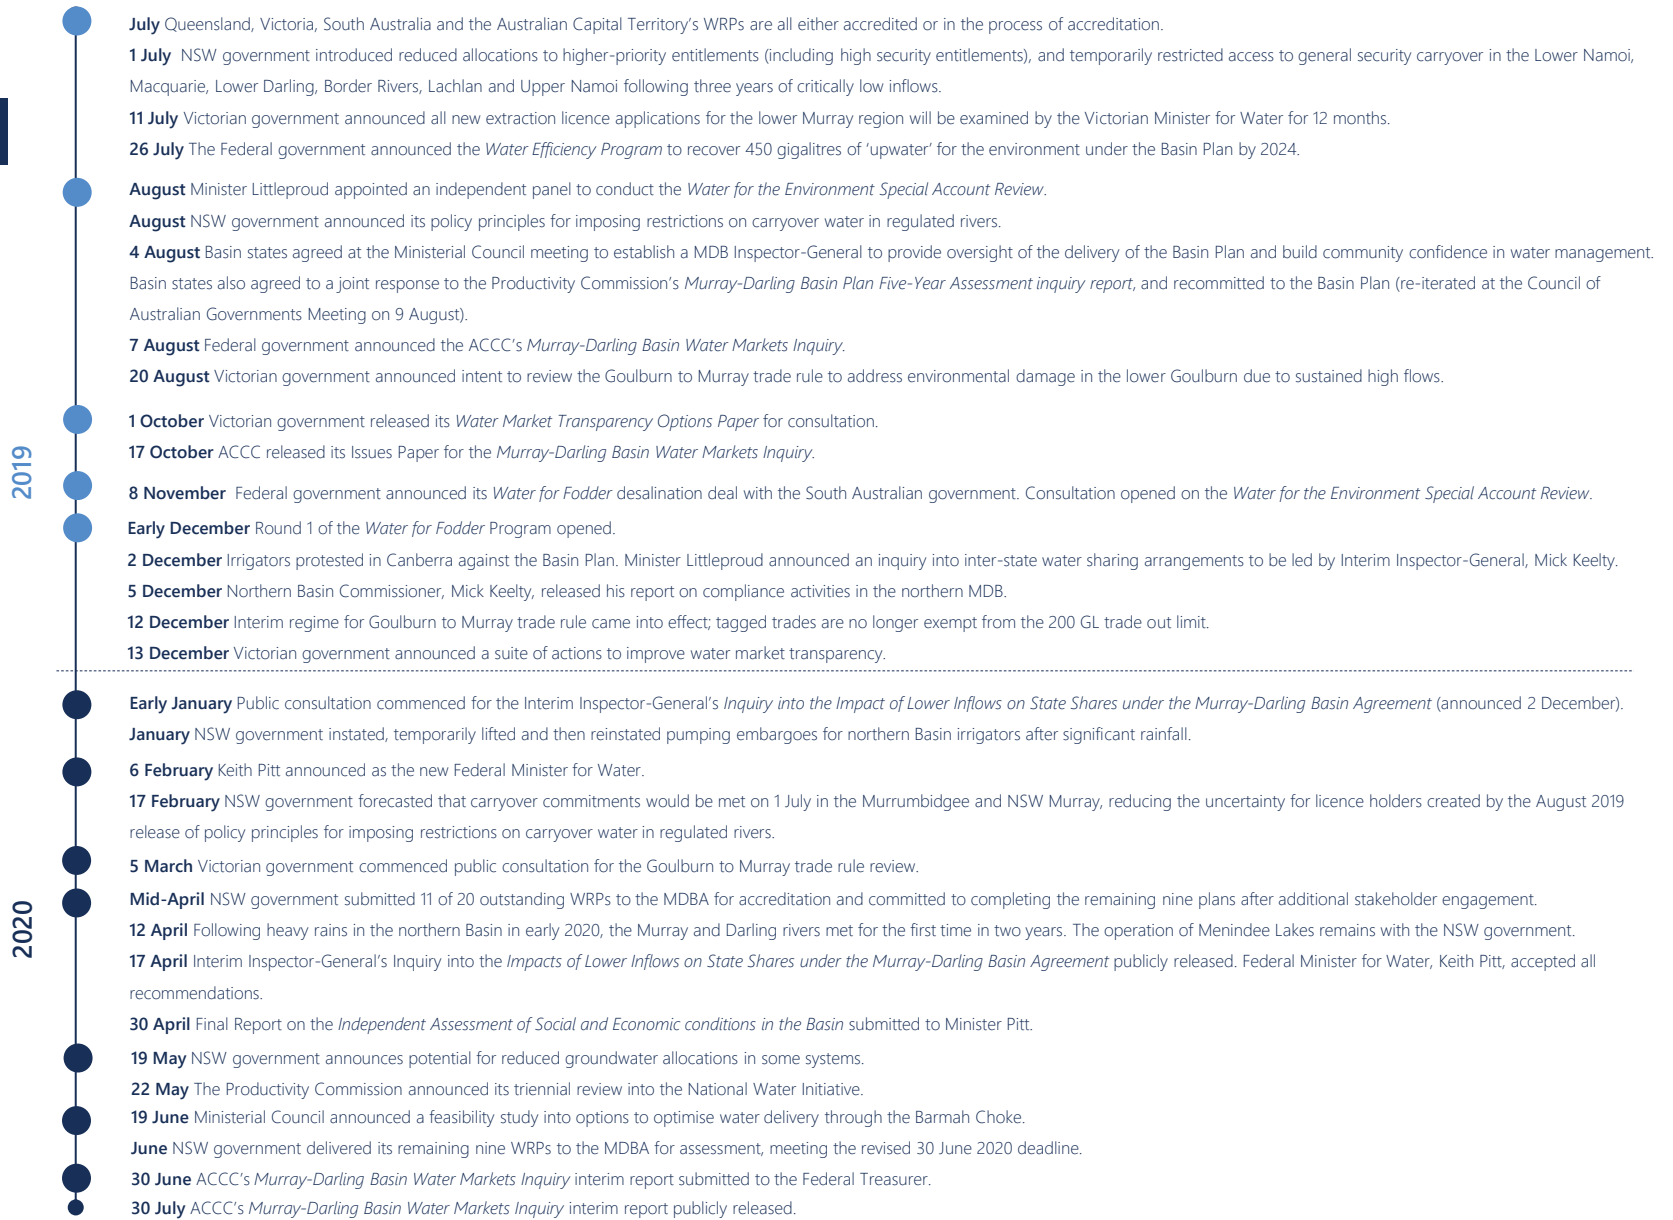 July Queensland, Victoria, South Australia and the Australian Capital Territory’s WRPs are all either accredited or in the process of accreditation.
1 July NSW government introduced reduced allocations to higher-priority entitlements (including high security entitlements), and temporarily restricted access to general security carryover in the Lower Namoi,
Macquarie, Lower Darling, Border Rivers, Lachlan and Upper Namoi following three years of critically low inflows.
11 July Victorian government announced all new extraction licence applications for the lower Murray region will be examined by the Victorian Minister for Water for 12 months.
26 July The Federal government announced the Water Efficiency Program to recover 450 gigalitres of ‘upwater’ for the environment under the Basin Plan by 2024.
August Minister Littleproud appointed an independent panel to conduct the Water for the Environment Special Account Review.
August NSW government announced its policy principles for imposing restrictions on carryover water in regulated rivers.
4 August Basin states agreed at the Ministerial Council meeting to establish a MDB Inspector-General to provide oversight of the delivery of the Basin Plan and build community confidence in water management.
Basin states also agreed to a joint response to the Productivity Commission’s Murray-Darling Basin Plan Five-Year Assessment inquiry report, and recommitted to the Basin Plan (re-iterated at the Council of
Australian Governments Meeting on 9 August).
7 August Federal government announced the ACCC’s Murray-Darling Basin Water Markets Inquiry.
20 August Victorian government announced intent to review the Goulburn to Murray trade rule to address environmental damage in the lower Goulburn due to sustained high flows.
1 October Victorian government released its Water Market Transparency Options Paper for consultation.
17 October ACCC released its Issues Paper for the Murray-Darling Basin Water Markets Inquiry.
2019
8 November Federal government announced its Water for Fodder desalination deal with the South Australian government. Consultation opened on the Water for the Environment Special Account Review.
Early December Round 1 of the Water for Fodder Program opened.
2 December Irrigators protested in Canberra against the Basin Plan. Minister Littleproud announced an inquiry into inter-state water sharing arrangements to be led by Interim Inspector-General, Mick Keelty.
5 December Northern Basin Commissioner, Mick Keelty, released his report on compliance activities in the northern MDB.
12 December Interim regime for Goulburn to Murray trade rule came into effect; tagged trades are no longer exempt from the 200 GL trade out limit.
13 December Victorian government announced a suite of actions to improve water market transparency.
Early January Public consultation commenced for the Interim Inspector-General’s Inquiry into the Impact of Lower Inflows on State Shares under the Murray-Darling Basin Agreement (announced 2 December).
January NSW government instated, temporarily lifted and then reinstated pumping embargoes for northern Basin irrigators after significant rainfall.
6 February Keith Pitt announced as the new Federal Minister for Water.
17 February NSW government forecasted that carryover commitments would be met on 1 July in the Murrumbidgee and NSW Murray, reducing the uncertainty for licence holders created by the August 2019
release of policy principles for imposing restrictions on carryover water in regulated rivers.
5 March Victorian government commenced public consultation for the Goulburn to Murray trade rule review.
Mid-April NSW government submitted 11 of 20 outstanding WRPs to the MDBA for accreditation and committed to completing the remaining nine plans after additional stakeholder engagement.
2020
12 April Following heavy rains in the northern Basin in early 2020, the Murray and Darling rivers met for the first time in two years. The operation of Menindee Lakes remains with the NSW government.
17 April Interim Inspector-General’s Inquiry into the Impacts of Lower Inflows on State Shares under the Murray-Darling Basin Agreement publicly released. Federal Minister for Water, Keith Pitt, accepted all
recommendations.
30 April Final Report on the Independent Assessment of Social and Economic conditions in the Basin submitted to Minister Pitt.
19 May NSW government announces potential for reduced groundwater allocations in some systems.
22 May The Productivity Commission announced its triennial review into the National Water Initiative.
19 June Ministerial Council announced a feasibility study into options to optimise water delivery through the Barmah Choke.
June NSW government delivered its remaining nine WRPs to the MDBA for assessment, meeting the revised 30 June 2020 deadline.
30 June ACCC’s Murray-Darling Basin Water Markets Inquiry interim report submitted to the Federal Treasurer.
30 July ACCC’s Murray-Darling Basin Water Markets Inquiry interim report publicly released.